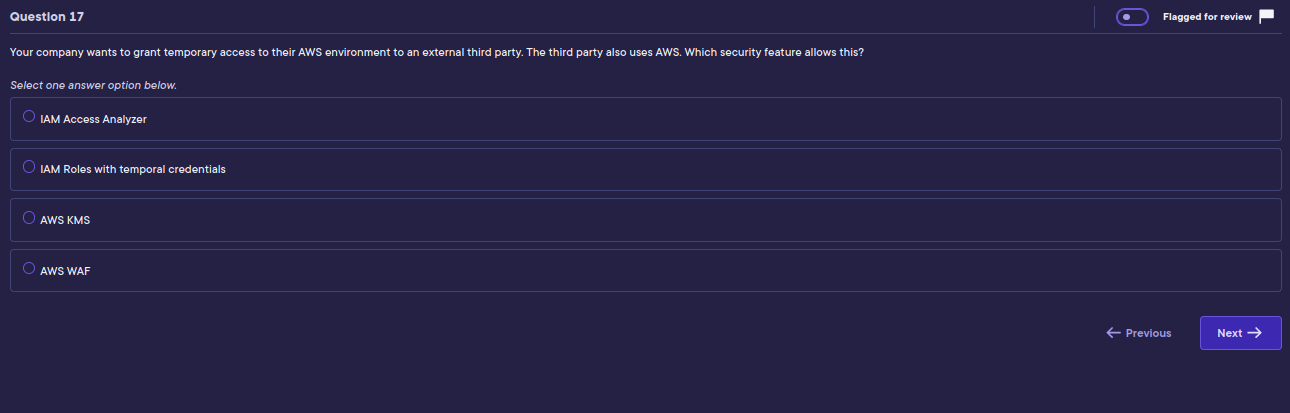 Question 17
Flagged for review
Your company wants to grant temporary access to their AWS environment to an external third party. The third party also uses AWS. Which security feature allows this?
Select one answer option below.
IAM Access Analyzer
IAM Roles with temporal credentials
AWS KMS
AWS WAF
Previous
Next